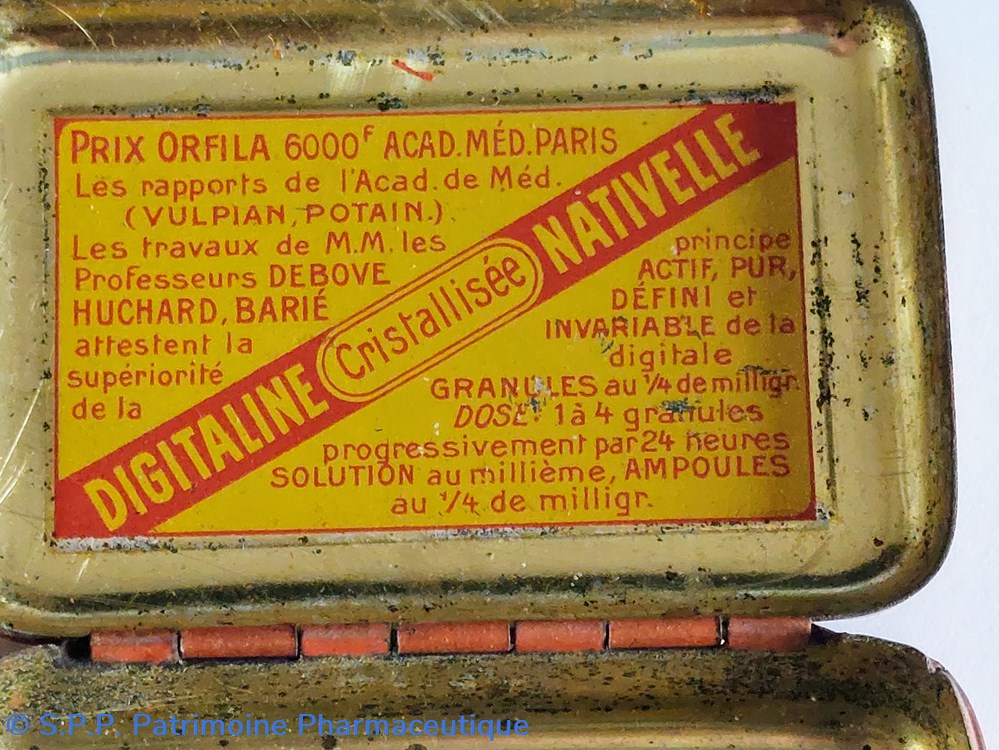 PRIX ORFILA 6000F ACAD. MÉD. PARIS
Les rapports de l'Acad. de Méd.
(VULPIAN, POTAIN.)
Les travaux de M.M. les
Professeurs DEBOVE
HUCHARD, BARIÉ
attestent la
supériorité
de la
DIGITALINE Cristallisée NATIVELLE
principe
ACTIF, PUR,
DÉFINI et
INVARIABLE de la
digitale
GRANULES au 1/4 de milligr.
DOSE: 1 à 4 granules
progressivement par 24 heures
SOLUTION au millième, AMPOULES
au 1/4 de milligr.
© S.P.P. Patrimoine Pharmaceutique